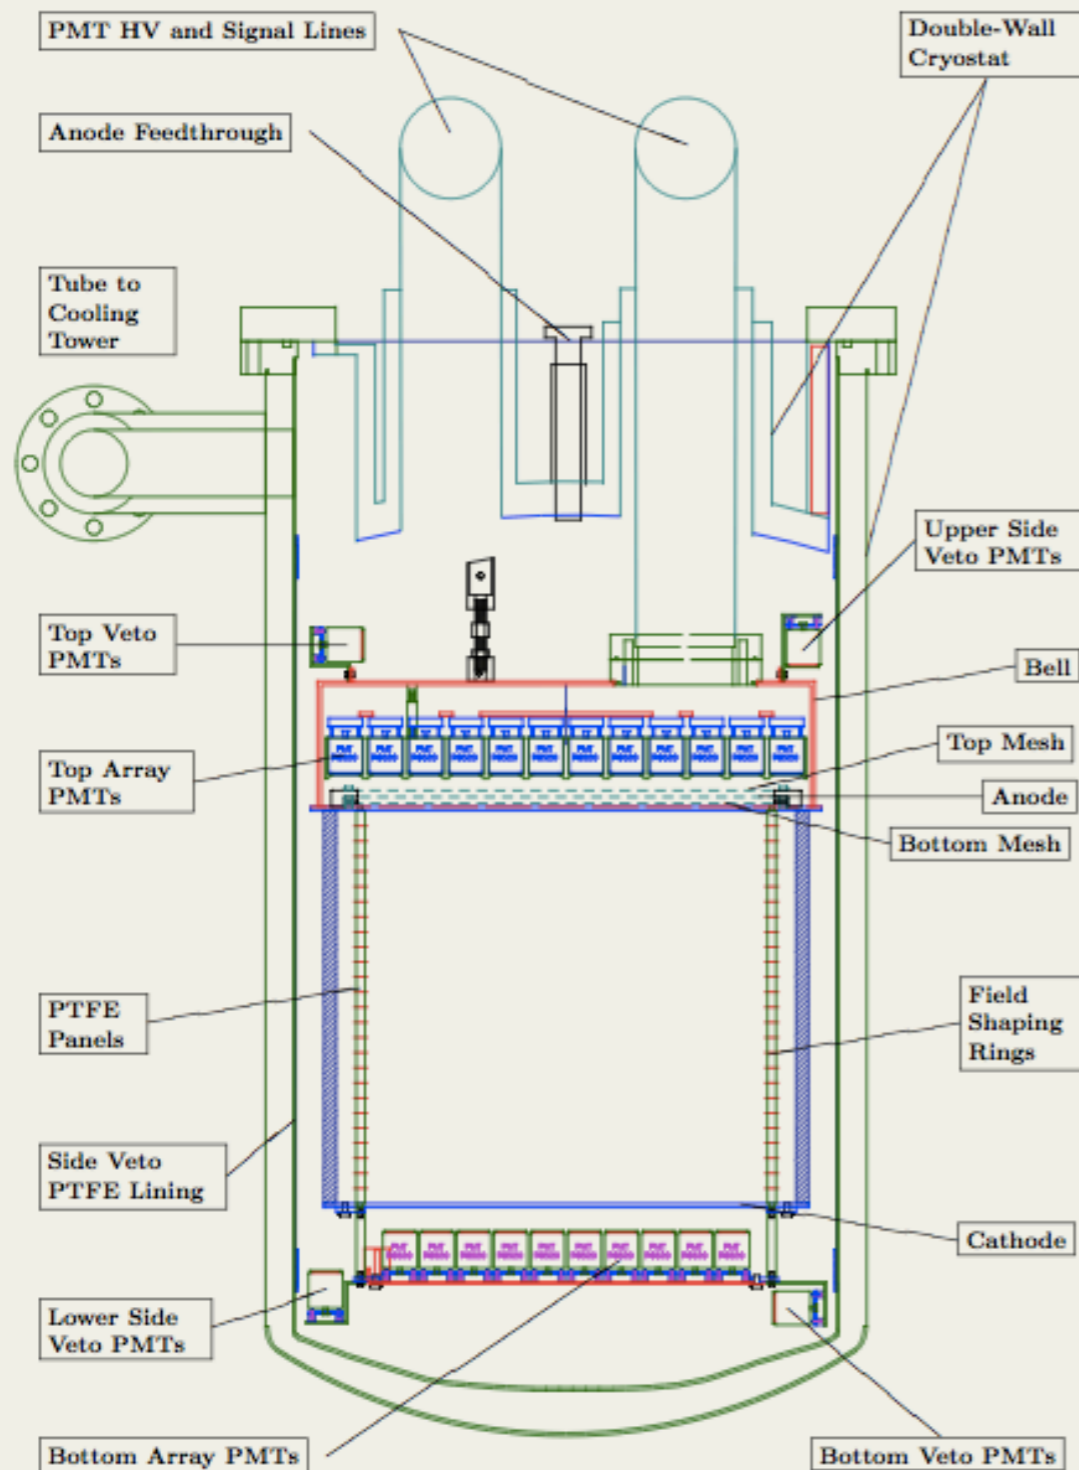 PMT HV and Signal Lines
Double-Wall
Cryostat
Anode Feedthrough
Tube to
Cooling
Tower
Upper Side
Veto PMTs
Top Veto
PMTs
Bell
Top Mesh
Top Array
PMTs
Anode
Bottom Mesh
PTFE
Panels
Field
Shaping
Rings
Side Veto
PTFE Lining
Cathode
Lower Side
Veto PMTs
Bottom Array PMTs
Bottom Veto PMTs